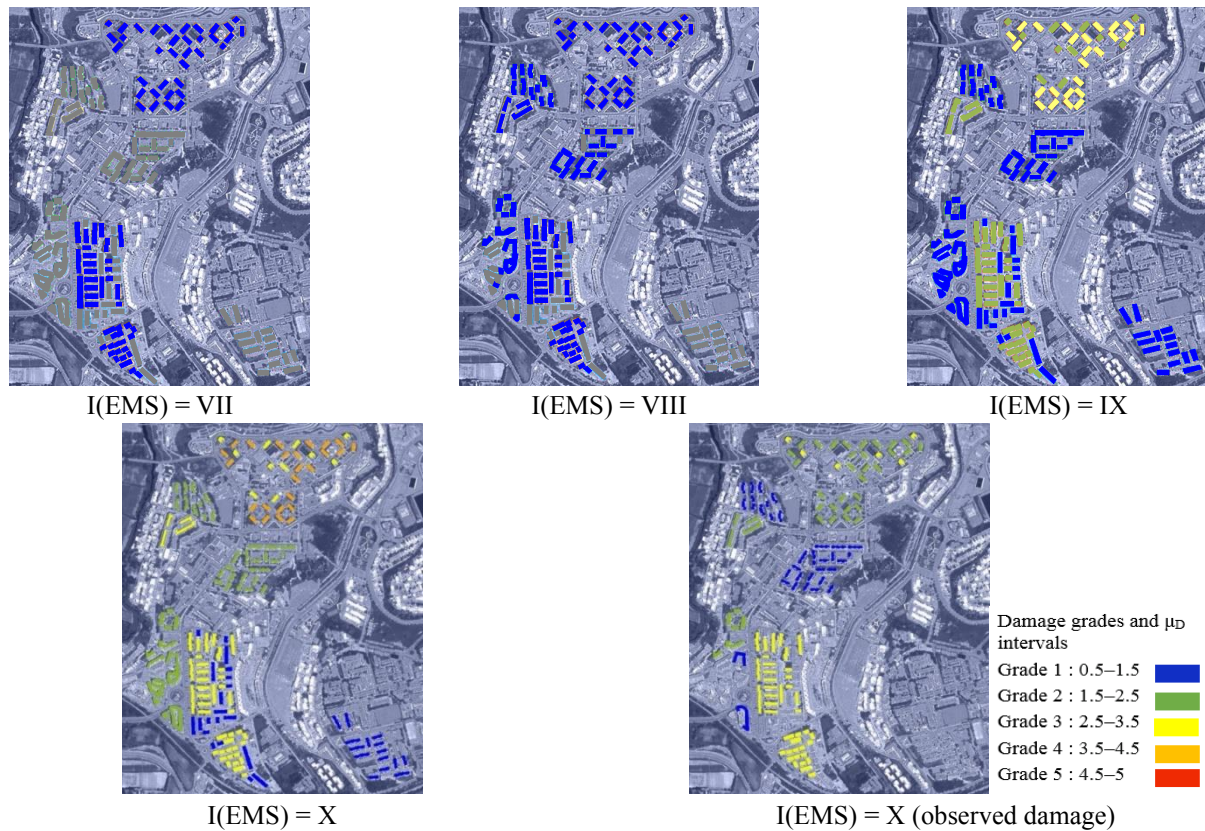 I(EMS) = VII
I(EMS) = VIII
I(EMS) = IX
I(EMS) = X
I(EMS) = X (observed damage)
Damage grades and μD
intervals
Grade 1 : 0.5–1.5
Grade 2 : 1.5–2.5
Grade 3 : 2.5–3.5
Grade 4 : 3.5–4.5
Grade 5 : 4.5–5